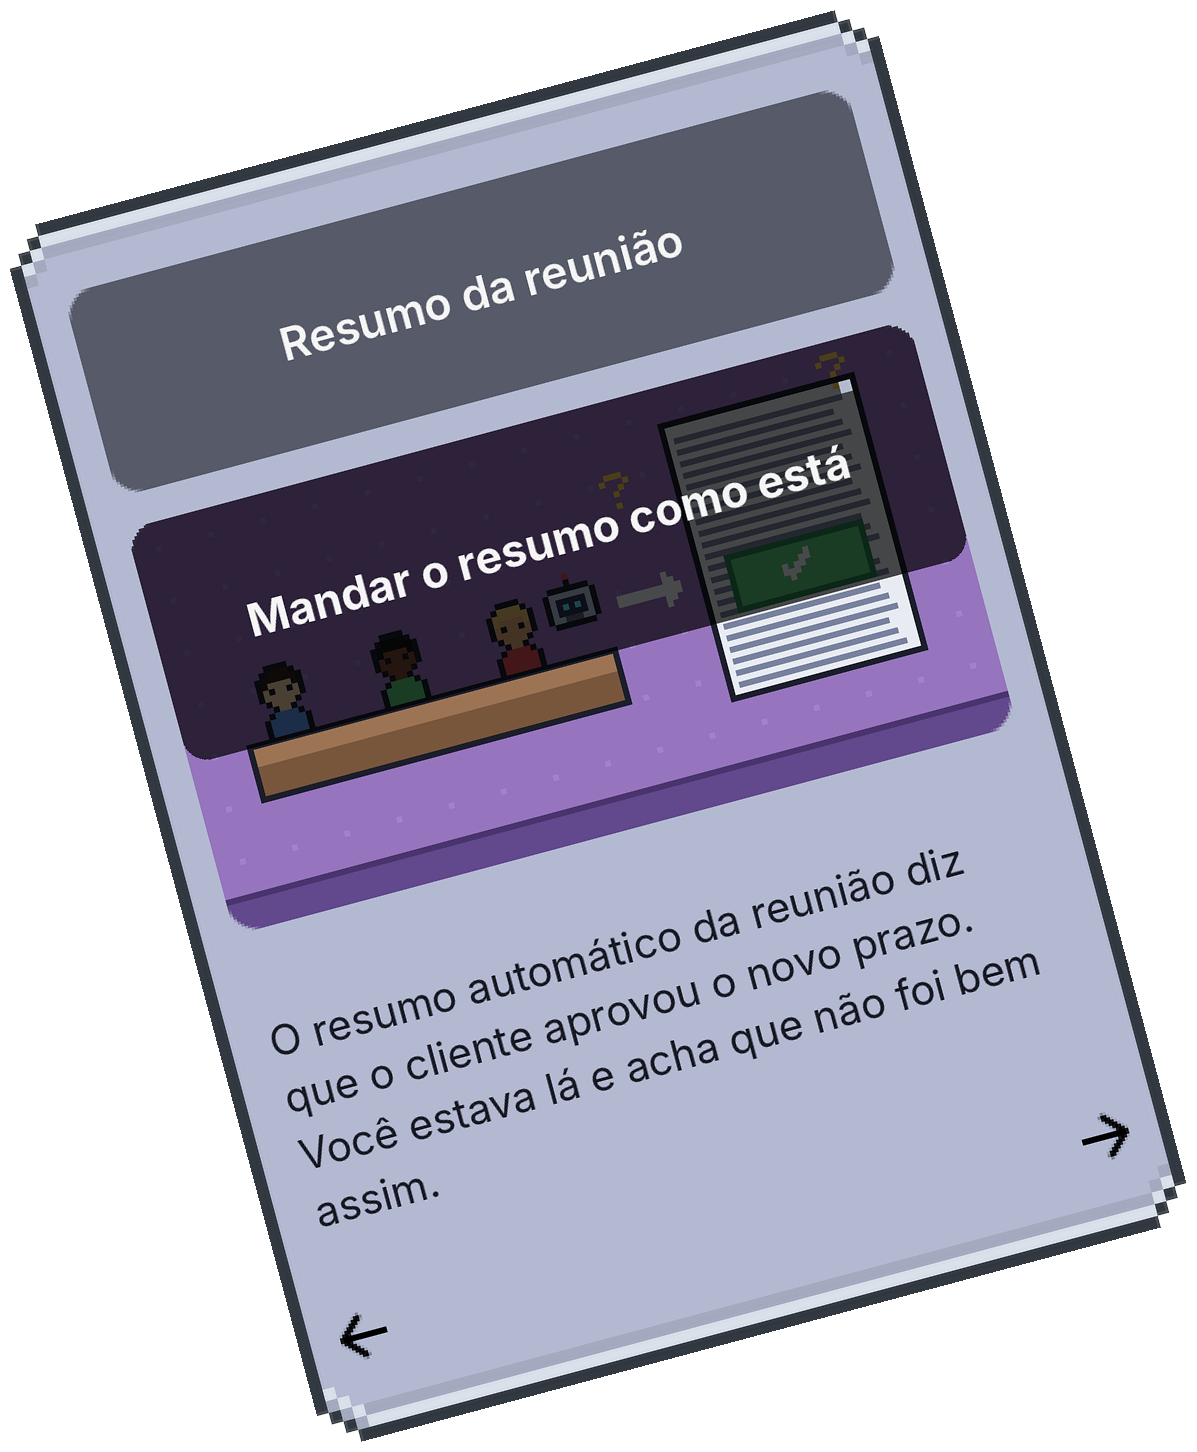 Resumo da reunião
Mandar o resumo como está
O resumo automático da reunião diz
que o cliente aprovou o novo prazo.
Você estava lá e acha que não foi bem
assim.